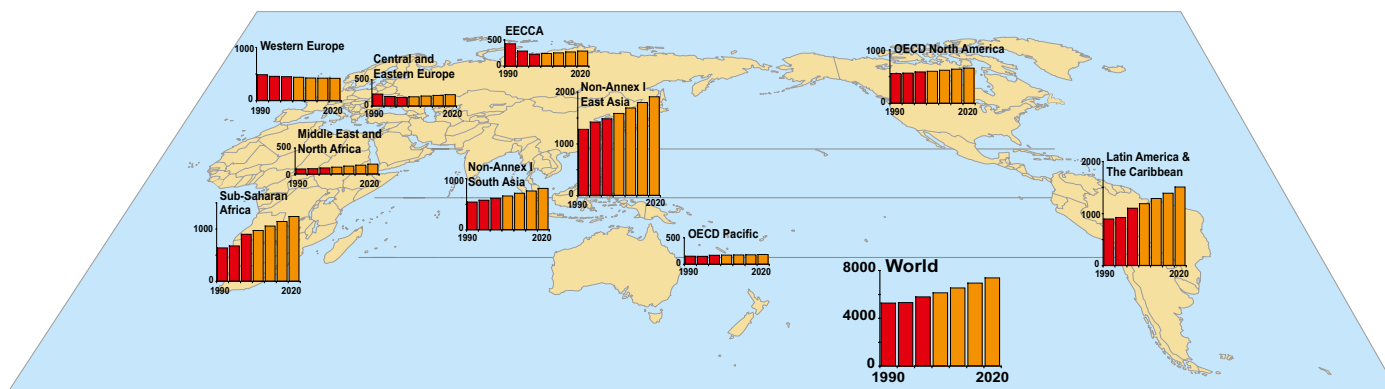 EECCA
500
0
1990
2020
Western Europe
1000
0
1990
2020
Central and
Eastern Europe
500
0
1990
2020
OECD North America
1000
0
1990
2020
Non-Annex I
East Asia
2000
1000
0
1990
2020
Middle East and
North Africa
500
0
1990
2020
Non-Annex I
South Asia
1000
0
1990
2020
Latin America &
The Caribbean
2000
1000
0
1990
2020
Sub-Saharan
Africa
1000
0
1990
2020
OECD Pacific
500
0
1990
2020
World
8000
4000
0
1990
2020